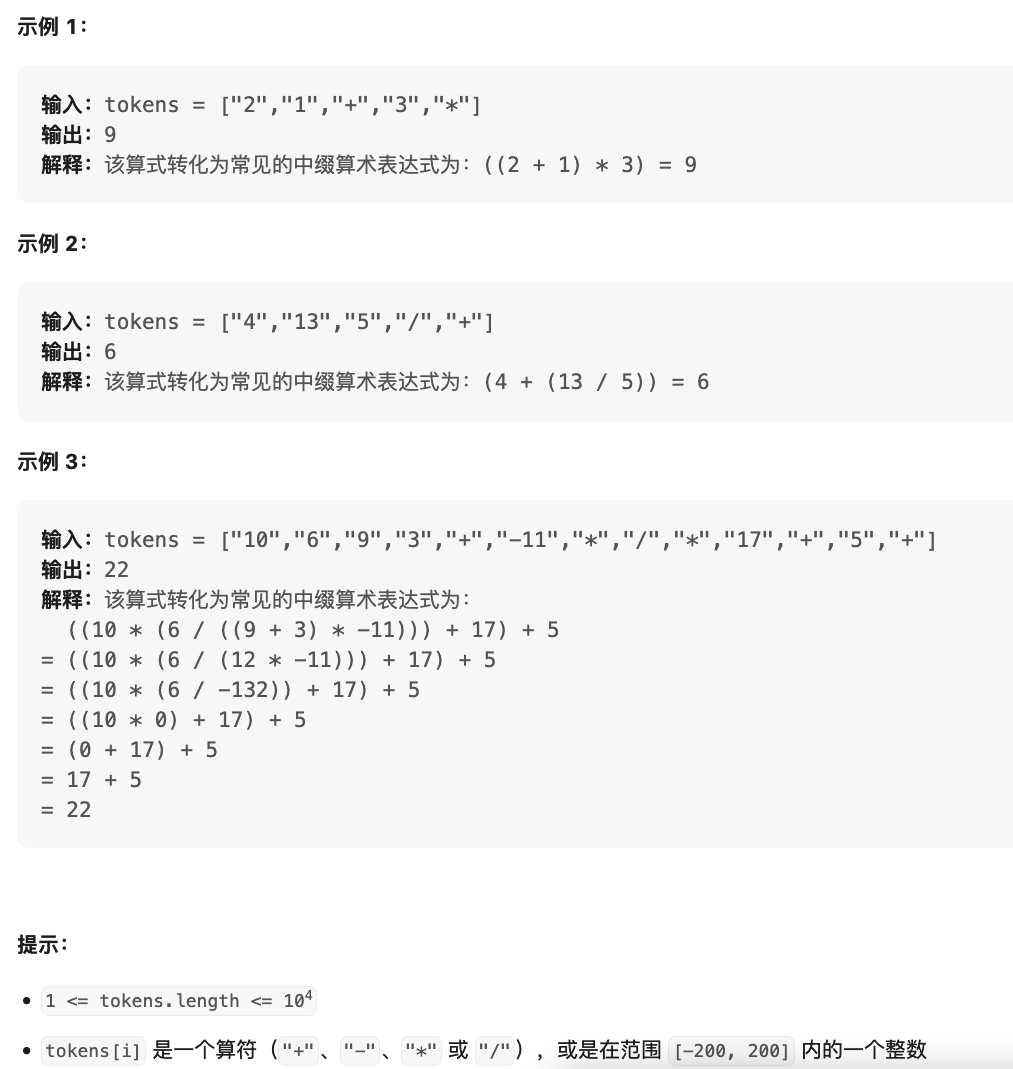 示例 1：
输入：tokens = ["2","1","+","3","*"]
输出：9
解释：该算式转化为常见的中缀算术表达式为：((2 + 1) * 3) = 9
示例 2：
输入：tokens = ["4","13","5","/","+"]
输出：6
解释：该算式转化为常见的中缀算术表达式为：(4 + (13 / 5)) = 6
示例 3：
输入：tokens = ["10","6","9","3","+","-11","*","/","*","17","+","5","+"]
输出：22
解释：该算式转化为常见的中缀算术表达式为：
  ((10 * (6 / ((9 + 3) * -11))) + 17) + 5
= ((10 * (6 / (12 * -11))) + 17) + 5
= ((10 * (6 / -132)) + 17) + 5
= ((10 * 0) + 17) + 5
= (0 + 17) + 5
= 17 + 5
= 22
提示：
• 1 <= tokens.length <= 10⁴
• tokens[i] 是一个算符（"+"、"-"、"*" 或 "/"），或是在范围 [-200, 200] 内的一个整数